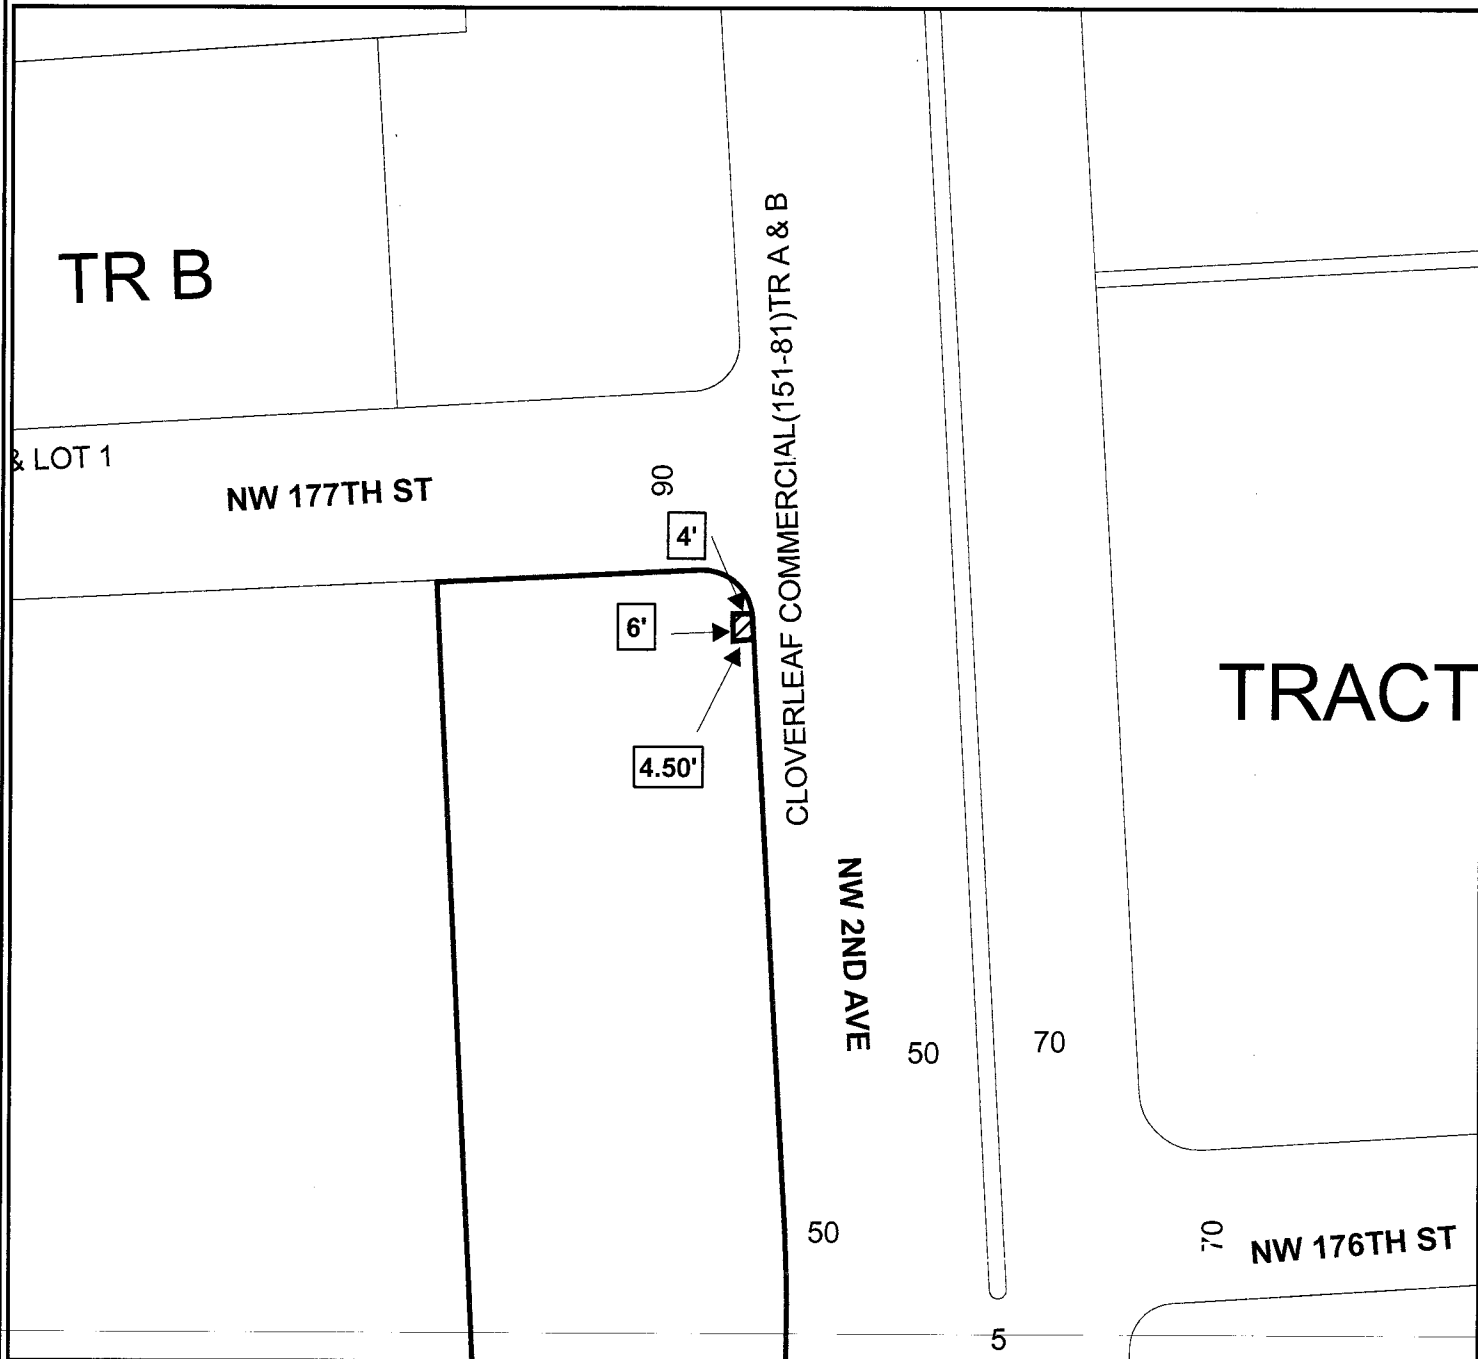 CLOVERLEAF COMMERCIAL(151-81)TR A & B
TR B
& LOT 1
NW 177TH ST
90
4'
6'
TRACT
4.50'
NW 2ND AVE
50
70
50
70
NW 176TH ST
5